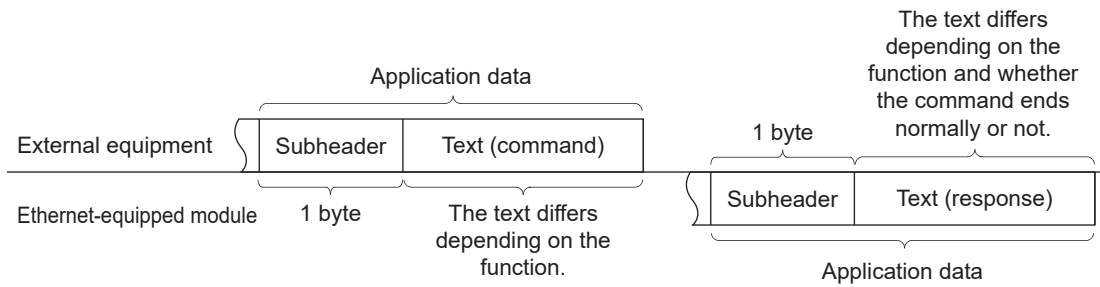 The text differs
depending on the
function and whether
the command ends
normally or not.
Application data
1 byte
External equipment
Subheader
Text (command)
Ethernet-equipped module
1 byte
The text differs
depending on the
function.
Subheader
Text (response)
Application data